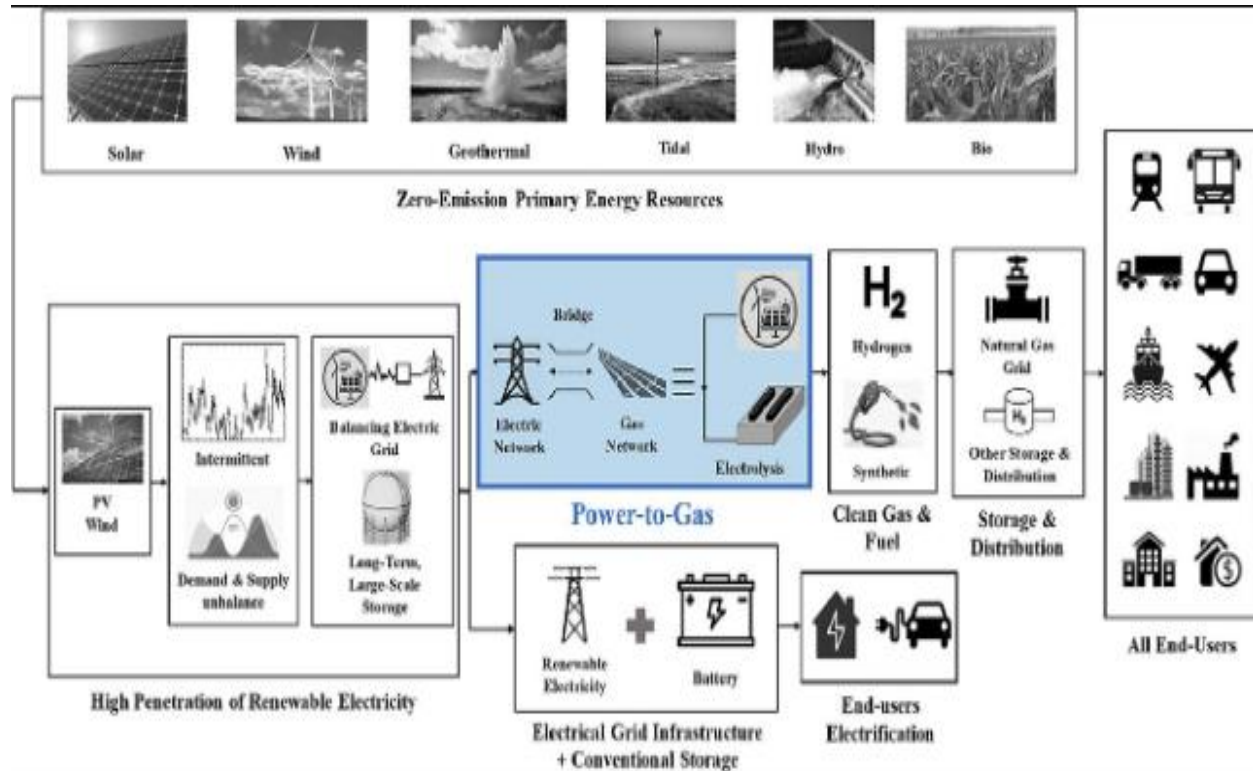 Solar
Wind
Geothermal
Tidal
Hydro
Bio
Zero-Emission Primary Energy Resources
PV
Wind
Intermittent
Demand & Supply
unbalance
Balancing Electric
Grid
Long-Term,
Large-Scale
Storage
High Penetration of Renewable Electricity
Bridge
Electric
Network
Gas
Network
Electrolysis
Power-to-Gas
H2
Hydrogen
Synthetic
Clean Gas &
Fuel
Natural Gas
Grid
H2
Other Storage &
Distribution
Storage &
Distribution
Renewable
Electricity
Battery
Electrical Grid Infrastructure
+ Conventional Storage
End-users
Electrification
All End-Users